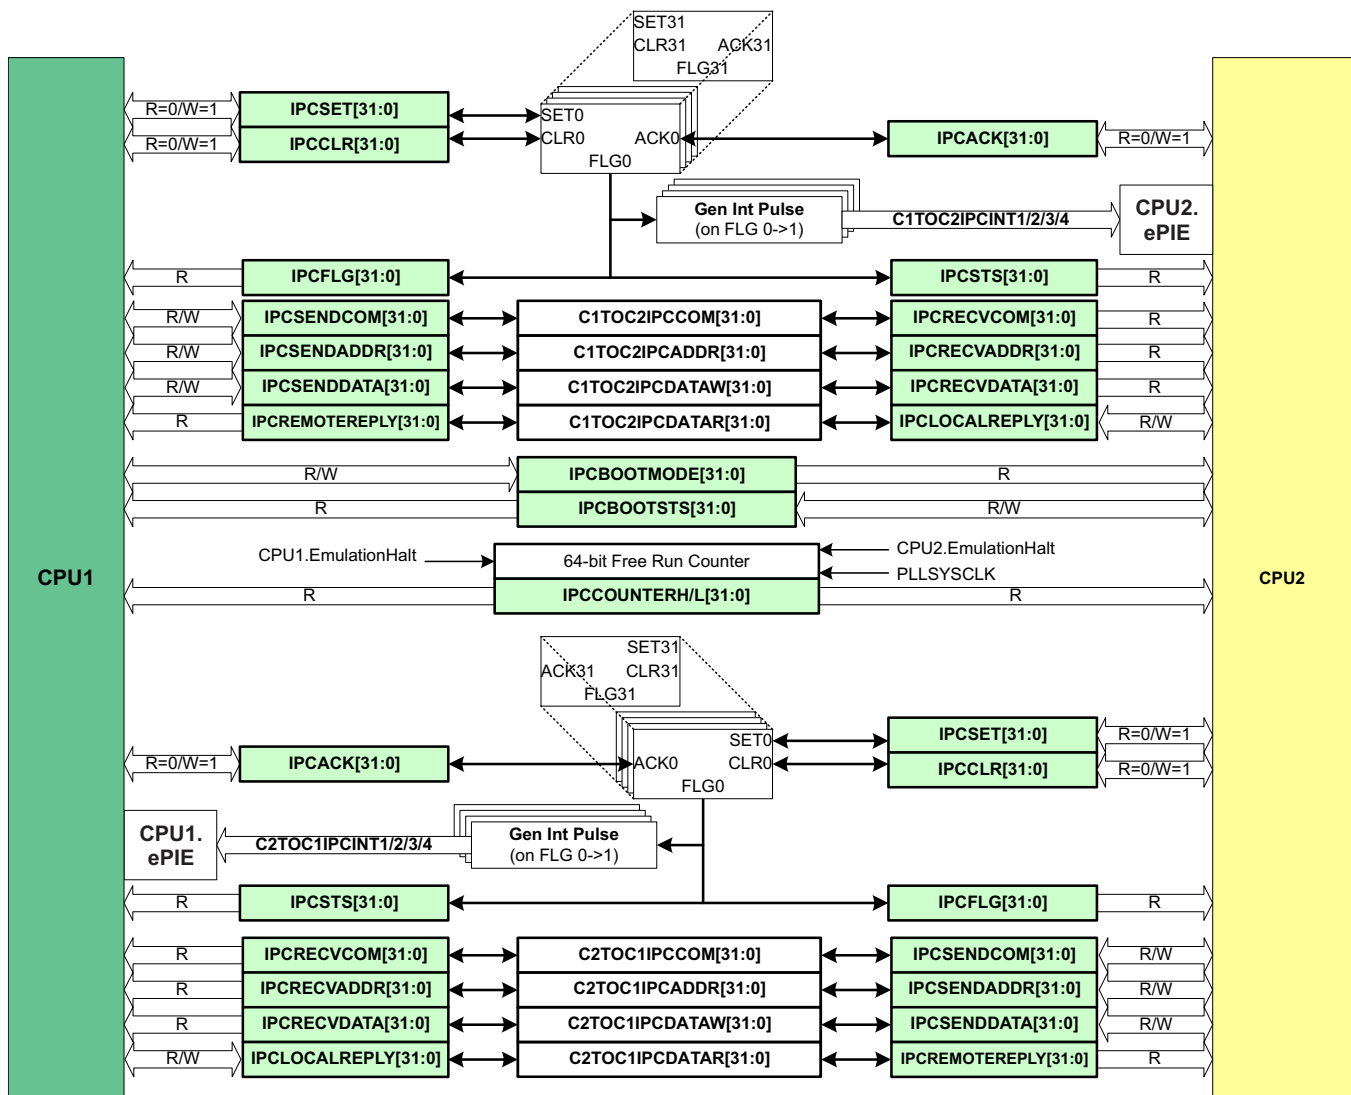 SET31
CLR31 ACK31
FLG31
R=0/W=1 IPCSET[31:0] SET0
R=0/W=1 IPCCLR[31:0] CLR0 ACK0 IPCACK[31:0] R=0/W=1
FLG0
Gen Int Pulse
(on FLG 0->1)
C1TOC2IPCINT1/2/3/4
CPU2.
ePIE
R IPCFLG[31:0] IPCSTS[31:0] R
R/W IPCSENDCOM[31:0] C1TOC2IPCCOM[31:0] IPCRECVCOM[31:0] R
R/W IPCSENDADDR[31:0] C1TOC2IPCADDR[31:0] IPCRECVADDR[31:0] R
R/W IPCSENDDATA[31:0] C1TOC2IPCDATAW[31:0] IPCRECVDATA[31:0] R
R IPCREMOTEREPLY[31:0] C1TOC2IPCDATAR[31:0] IPCLOCALREPLY[31:0] R/W
R/W IPCBOOTMODE[31:0] R
R IPCBOOTSTS[31:0] R/W
CPU1.EmulationHalt 64-bit Free Run Counter CPU2.EmulationHalt
PLLSYSCLK
CPU1
CPU2
R IPCCOUNTERH/L[31:0] R
SET31
ACK31 CLR31
FLG31
SET0 IPCSET[31:0] R=0/W=1
R=0/W=1 IPCACK[31:0] ACK0 CLR0 IPCCLR[31:0] R=0/W=1
FLG0
CPU1.
ePIE
C2TOC1IPCINT1/2/3/4
Gen Int Pulse
(on FLG 0->1)
R IPCSTS[31:0] IPCFLG[31:0] R
R IPCRECVCOM[31:0] C2TOC1IPCCOM[31:0] IPCSENDCOM[31:0] R/W
R IPCRECVADDR[31:0] C2TOC1IPCADDR[31:0] IPCSENDADDR[31:0] R/W
R IPCRECVDATA[31:0] C2TOC1IPCDATAW[31:0] IPCSENDDATA[31:0] R/W
R/W IPCLOCALREPLY[31:0] C2TOC1IPCDATAR[31:0] IPCREMOTEREPLY[31:0] R